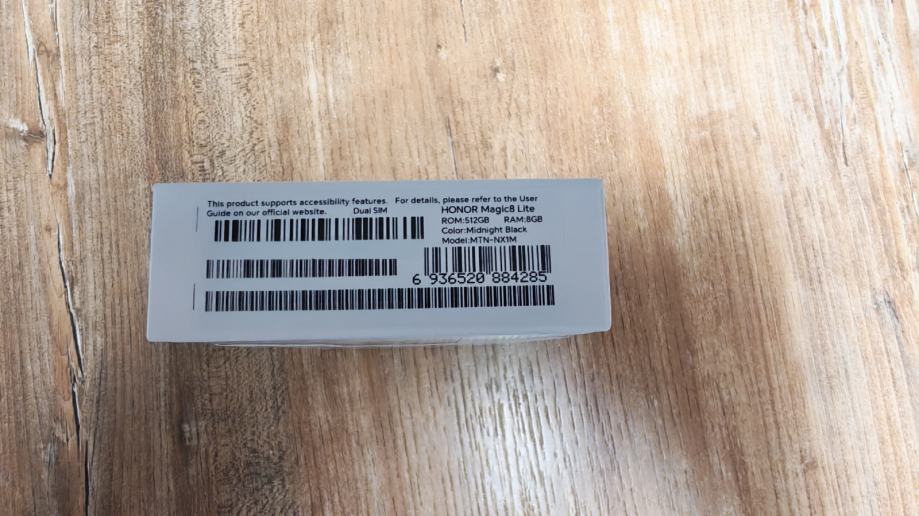 This product supports accessibility features. For details, please refer to the User
Guide on our official website.
Dual SIM
HONOR Magic8 Lite
ROM:512GB RAM:8GB
Color:Midnight Black
Model:MTN-NX1M
6 936520 884285